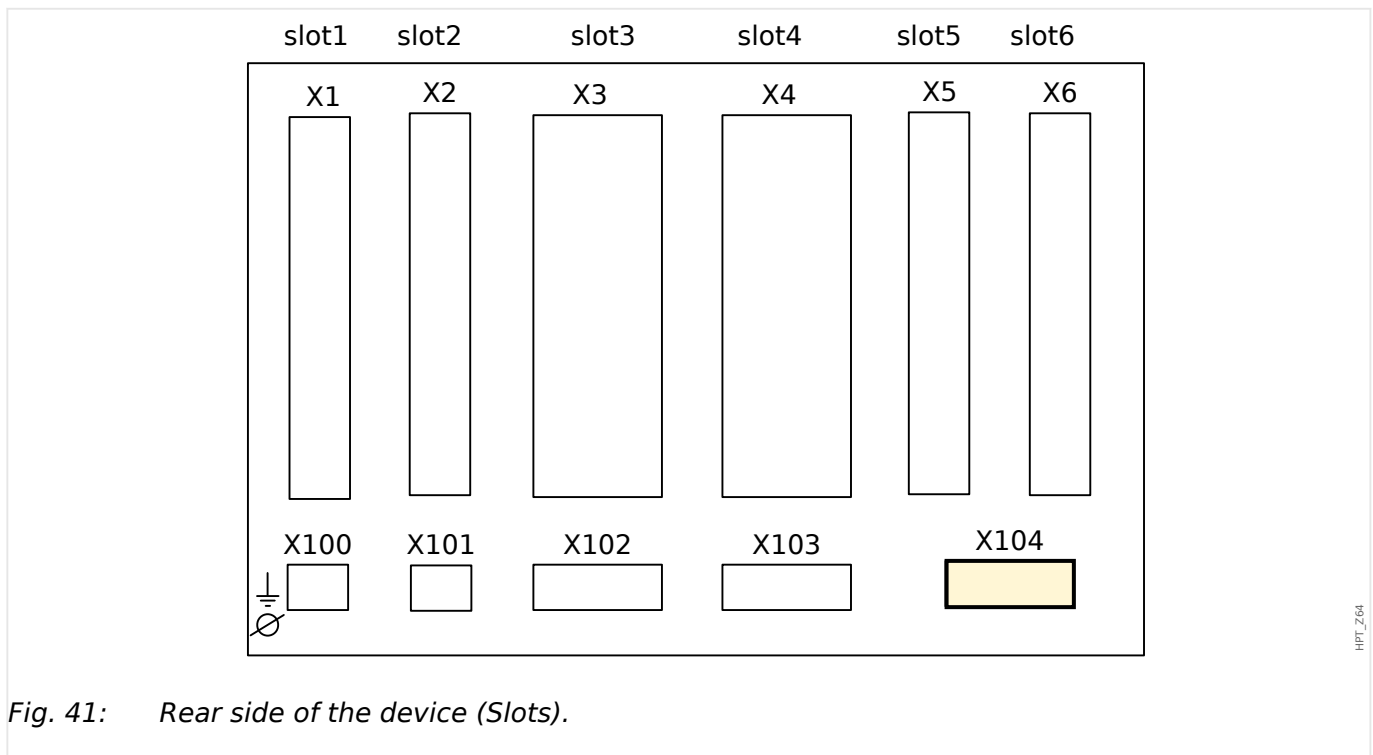 slot1 slot2 slot3 slot4 slot5 slot6
X1 X2 X3 X4 X5 X6
X100 X101 X102 X103 X104
HPT_Z64
Fig. 41: Rear side of the device (Slots).